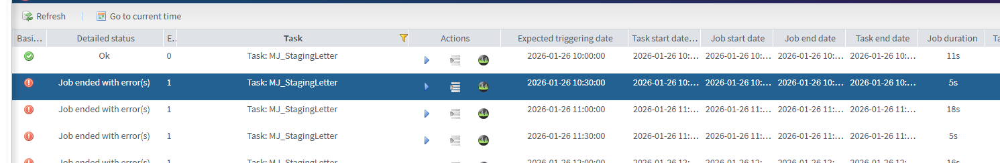 Refresh Go to current time
Basi... Detailed status E.. Task Actions Expected triggering date Task start date... Job start date Job end date Task end date Job duration Ta
Ok 0 Task: MJ_StagingLetter 2026-01-26 10:00:00 2026-01-26 10:... 2026-01-26 10:... 2026-01-26 10:... 2026-01-26 10:... 11s
Job ended with error(s) 1 Task: MJ_StagingLetter 2026-01-26 10:30:00 2026-01-26 10:... 2026-01-26 10:... 2026-01-26 10:... 2026-01-26 10:... 5s
Job ended with error(s) 1 Task: MJ_StagingLetter 2026-01-26 11:00:00 2026-01-26 11:... 2026-01-26 11:... 2026-01-26 11:... 2026-01-26 11:... 18s
Job ended with error(s) 1 Task: MJ_StagingLetter 2026-01-26 11:30:00 2026-01-26 11:... 2026-01-26 11:... 2026-01-26 11:... 2026-01-26 11:... 5s
Job ended with error(s) 1 Task: MJ_StagingLetter 2026-01-26 12:00:00 2026-01-26 12:... 2026-01-26 12:... 2026-01-26 12:... 2026-01-26 12:... 16s